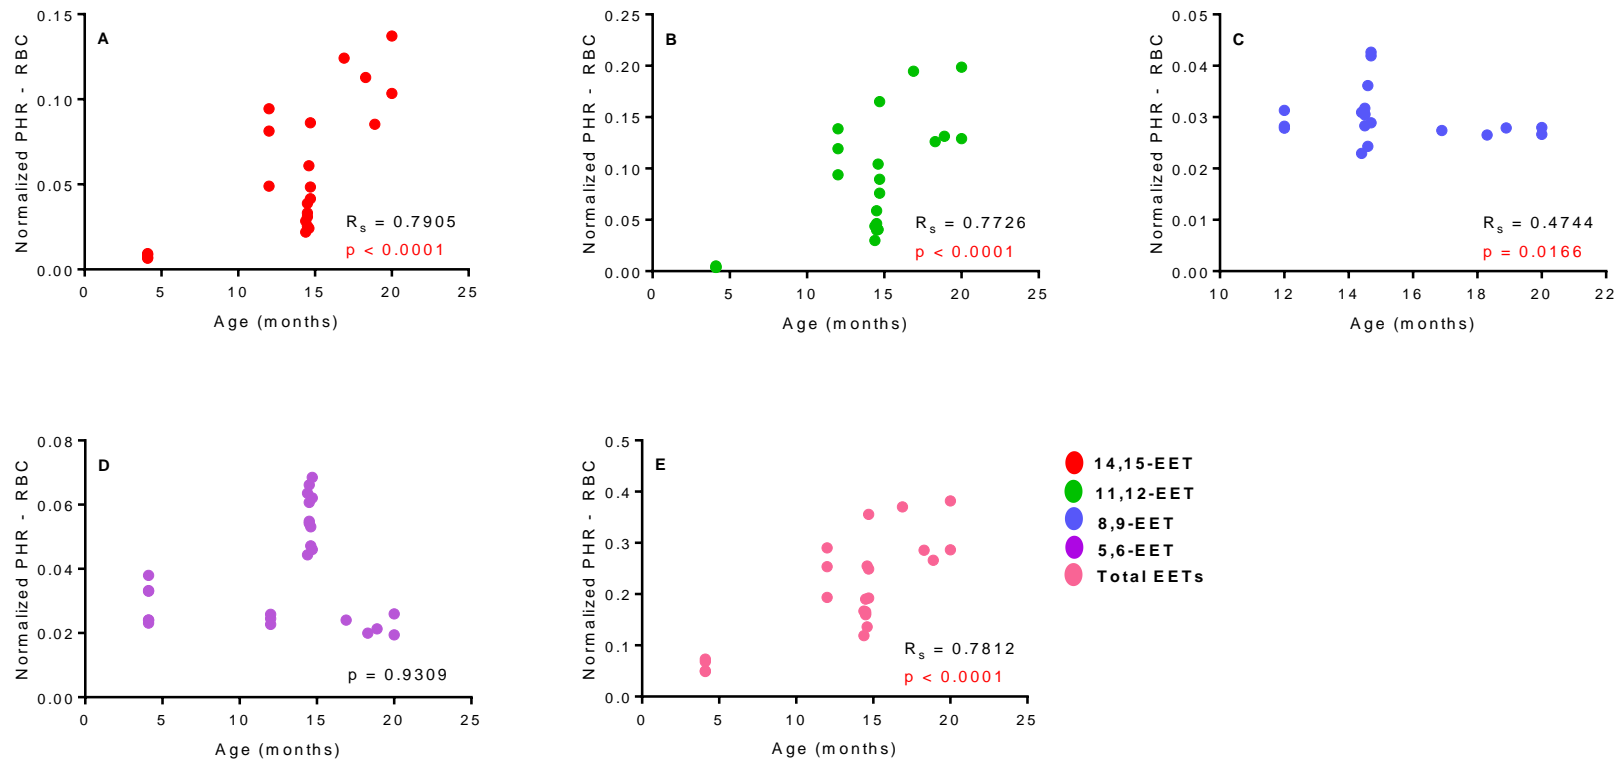 A
Normalized PHR - RBC
0.15
0.10
0.05
0.00
Rs = 0.7905
p < 0.0001
0 5 10 15 20 25
Age (months)
B
Normalized PHR - RBC
0.25
0.20
0.15
0.10
0.05
0.00
Rs = 0.7726
p < 0.0001
0 5 10 15 20 25
Age (months)
C
Normalized PHR - RBC
0.05
0.04
0.03
0.02
0.01
0.00
Rs = 0.4744
p = 0.0166
10 12 14 16 18 20 22
Age (months)
D
Normalized PHR - RBC
0.08
0.06
0.04
0.02
0.00
p = 0.9309
0 5 10 15 20 25
Age (months)
E
Normalized PHR - RBC
0.5
0.4
0.3
0.2
0.1
0.0
Rs = 0.7812
p < 0.0001
0 5 10 15 20 25
Age (months)
14,15-EET
11,12-EET
8,9-EET
5,6-EET
Total EETs